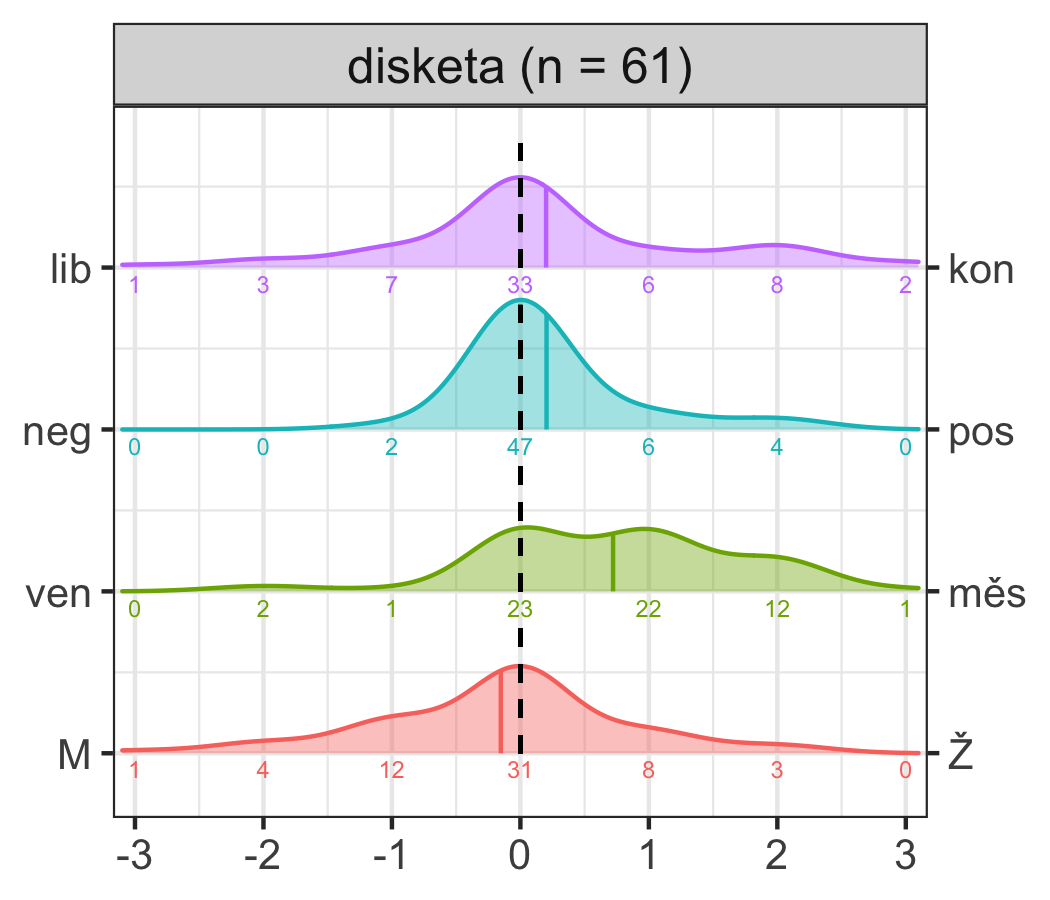 disketa (n = 61)
lib kon
1 3 7 33 6 8 2
neg pos
0 0 2 47 6 4 0
ven měs
0 2 1 23 22 12 1
M Ž
1 4 12 31 8 3 0
-3 -2 -1 0 1 2 3